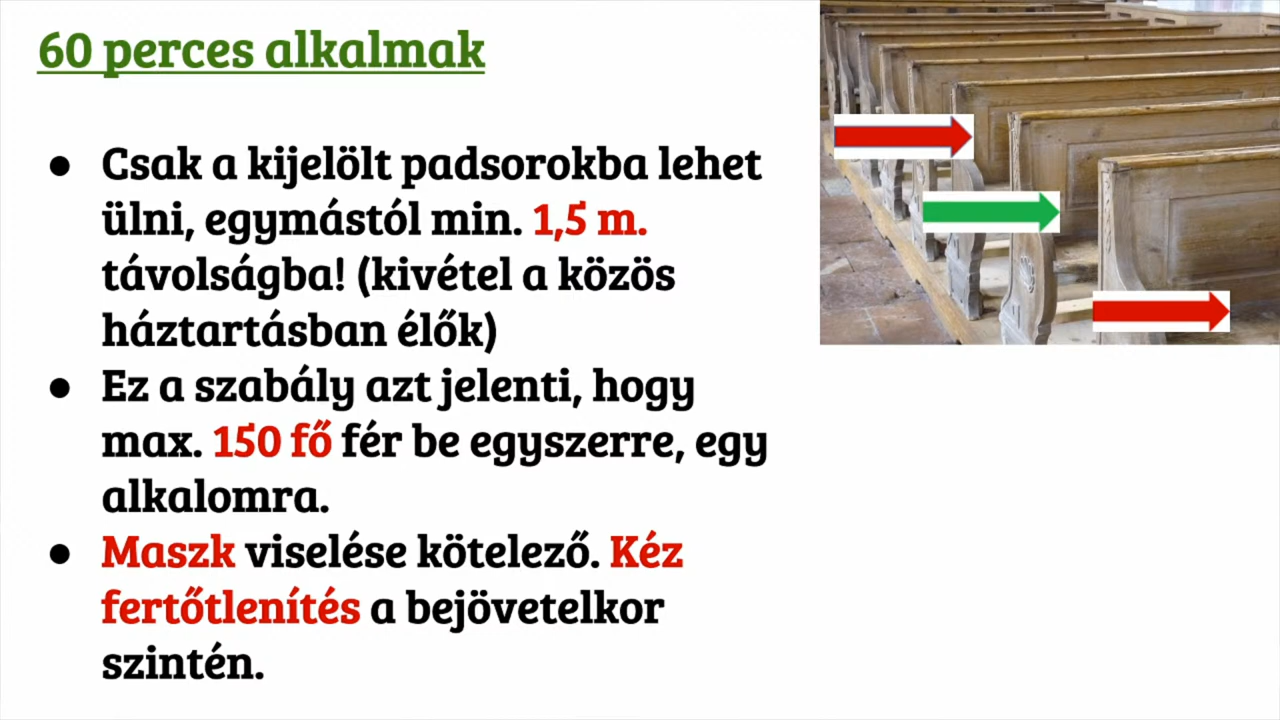 60 perces alkalmak
● Csak a kijelölt padsorokba lehet
ülni, egymástól min. 1,5 m.
távolságba! (kivétel a közös
háztartásban élők)
● Ez a szabály azt jelenti, hogy
max. 150 fő fér be egyszerre, egy
alkalomra.
● Maszk viselése kötelező. Kéz
fertőtlenítés a bejövetelkor
szintén.